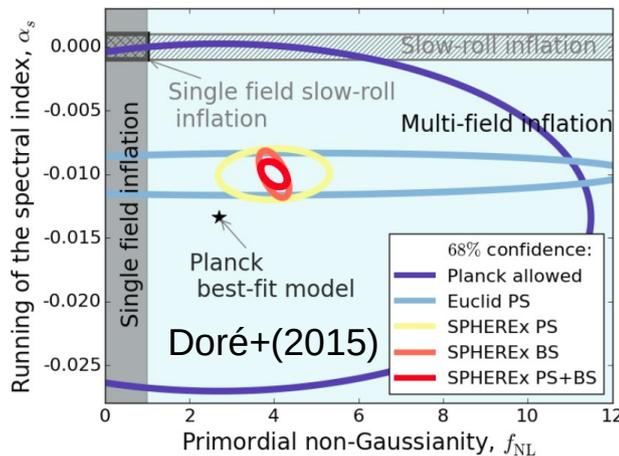 Running of the spectral index, αs
0.000
-0.005
-0.010
-0.015
-0.020
-0.025
Slow-roll inflation
Single field slow-roll
inflation
Multi-field inflation
Single field inflation
Planck
best-fit model
Doré+(2015)
68% confidence:
Planck allowed
Euclid PS
SPHEREx PS
SPHEREx BS
SPHEREx PS+BS
0 2 4 6 8 10 12
Primordial non-Gaussianity, fNL